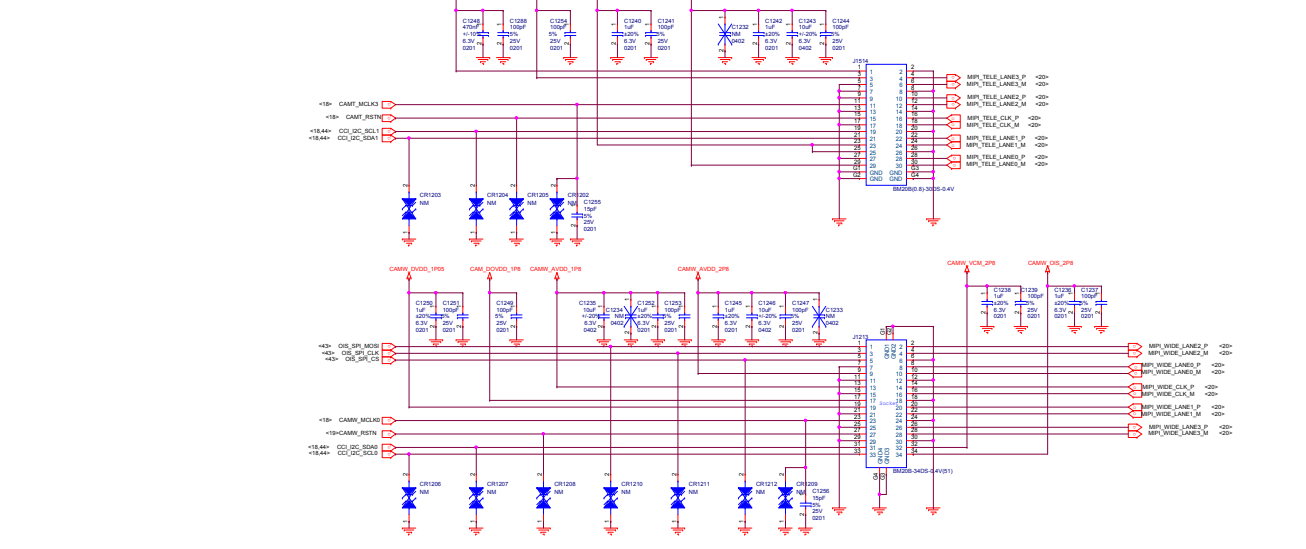 C1248 C1288 C1254 C1240 C1241 C1232 C1242 C1243 C1244
470nF 100pF 100pF 1uF 100pF NM 1uF 10uF 100pF
+/-10% 5% 5% ±20% 5% 0402 ±20% +/-20% 5%
6.3V 25V 25V 6.3V 25V 6.3V 6.3V 25V
0201 0201 0201 0201 0201 0201 0402 0201
J1514
MIPI_TELE_LANE3_P <20>
MIPI_TELE_LANE3_M <20>
MIPI_TELE_LANE2_P <20>
<18> CAMT_MCLK3 MIPI_TELE_LANE2_M <20>
<18> CAMT_RSTN MIPI_TELE_CLK_P <20>
MIPI_TELE_CLK_M <20>
<18,44> CCI_I2C_SCL1
<18,44> CCI_I2C_SDA1 MIPI_TELE_LANE1_P <20>
MIPI_TELE_LANE1_M <20>
MIPI_TELE_LANE0_P <20>
MIPI_TELE_LANE0_M <20>
G1 GND GND G3
G2 GND GND G4
BM20B(0.8)-30DS-0.4V
CR1203 CR1204 CR1205 CR1202
NM NM NM NM
C1255
15pF
5%
25V
0201
CAMW_DVDD_1P05 CAM_DOVDD_1P8 CAMW_AVDD_1P8 CAMW_AVDD_2P8 CAMW_VCM_2P8 CAMW_OIS_2P8
C1238 C1239 C1236 C1237
1uF 100pF 1uF 100pF
±20% 5% ±20% 5%
6.3V 25V 6.3V 25V
0201 0201 0201 0201
C1250 C1251 C1249 C1235 C1234 C1252 C1253 C1245 C1246 C1247 C1233
1uF 100pF 100pF 10uF NM 1uF 100pF 1uF 10uF 100pF NM
±20% 5% 5% +/-20% 0402 ±20% 5% ±20% +/-20% 5% 0402
6.3V 25V 25V 6.3V 6.3V 25V 6.3V 6.3V 25V
0201 0201 0201 0402 0201 0201 0201 0402 0201
J1213
<43> OIS_SPI_MOSI MIPI_WIDE_LANE2_P <20>
<43> OIS_SPI_CLK MIPI_WIDE_LANE2_M <20>
<43> OIS_SPI_CS
MIPI_WIDE_LANE0_P <20>
MIPI_WIDE_LANE0_M <20>
MIPI_WIDE_CLK_P <20>
MIPI_WIDE_CLK_M <20>
Socket
MIPI_WIDE_LANE1_P <20>
MIPI_WIDE_LANE1_M <20>
<18> CAMW_MCLK0
MIPI_WIDE_LANE3_P <20>
<19>CAMW_RSTN MIPI_WIDE_LANE3_M <20>
<18,44> CCI_I2C_SDA0
<18,44> CCI_I2C_SCL0
BM20B-34DS-0.4V(51)
CR1206 CR1207 CR1208 CR1210 CR1211 CR1212 CR1209
NM NM NM NM NM NM NM
C1256
15pF
5%
25V
0201